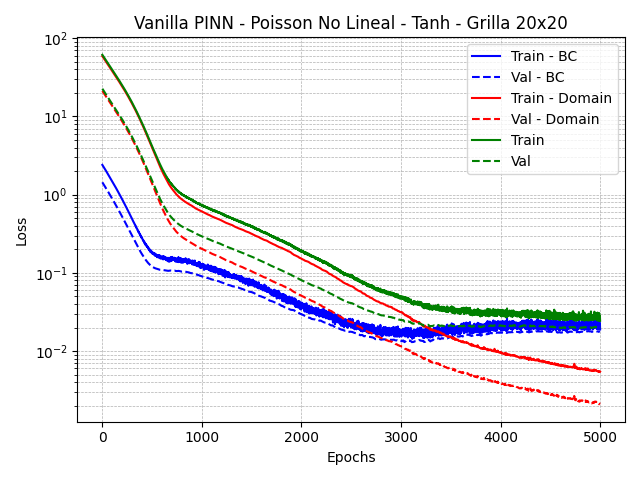 Vanilla PINN - Poisson No Lineal - Tanh - Grilla 20x20
Train - BC
Val - BC
Train - Domain
Val - Domain
Train
Val
Loss
10²
10¹
10⁰
10⁻¹
10⁻²
0 1000 2000 3000 4000 5000
Epochs